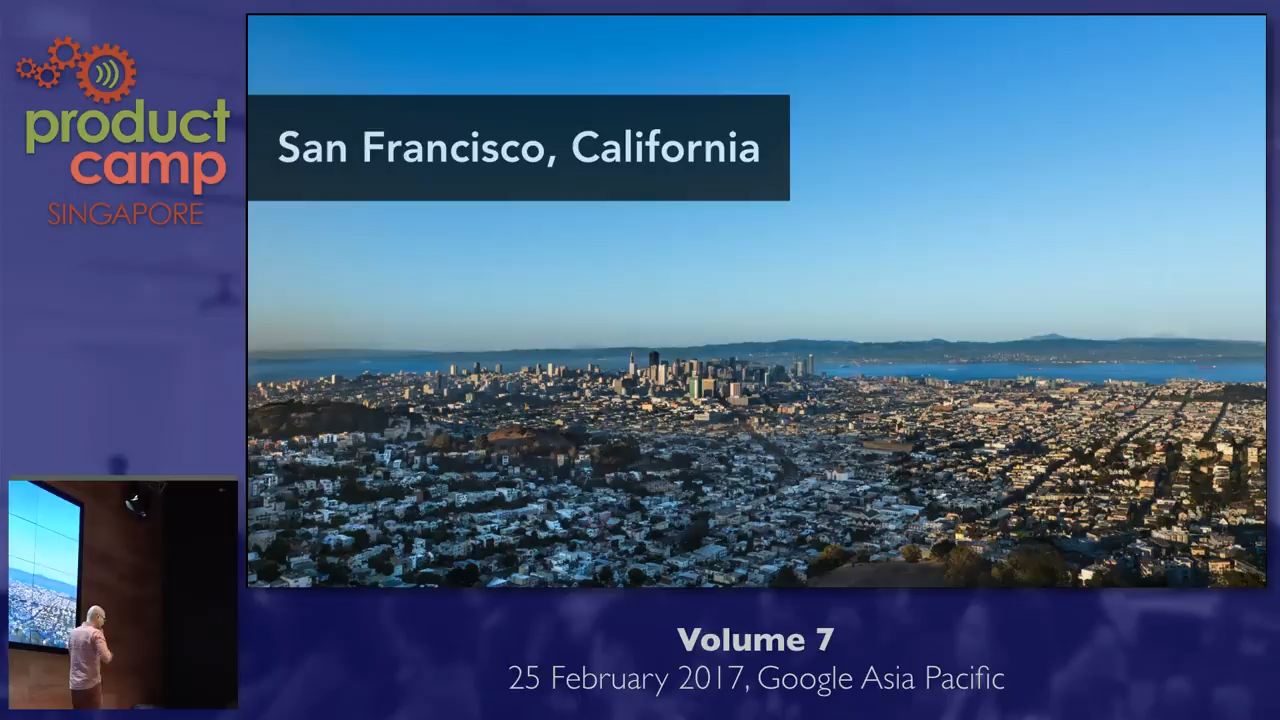 product
camp
SINGAPORE
San Francisco, California
Volume 7
25 February 2017, Google Asia Pacific